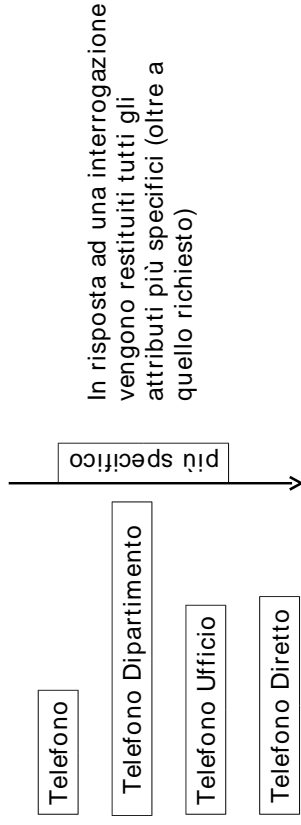 Telefono
Telefono Dipartimento
Telefono Ufficio
Telefono Diretto
più specifico
In risposta ad una interrogazione
vengono restituiti tutti gli
attributi più specifici (oltre a
quello richiesto)